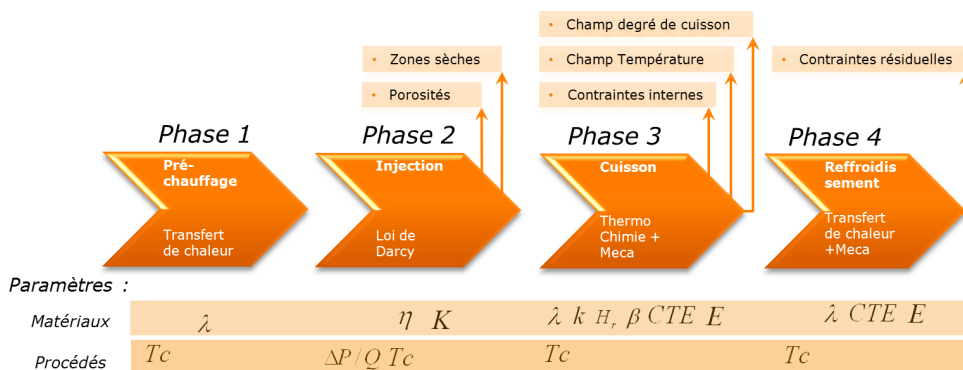 • Champ degré de cuisson
• Zones sèches
• Champ Température
• Contraintes résiduelles
• Porosités
• Contraintes internes
Phase 1
Phase 2
Phase 3
Phase 4
Pré-
chauffage
Transfert
de chaleur
Injection
Loi de
Darcy
Cuisson
Thermo
Chimie +
Meca
Reffroidis
sement
Transfert
de chaleur
+Meca
Paramètres :
Matériaux λ η K λ k H_r β CTE E λ CTE E
Procédés Tc ΔP/Q Tc Tc Tc